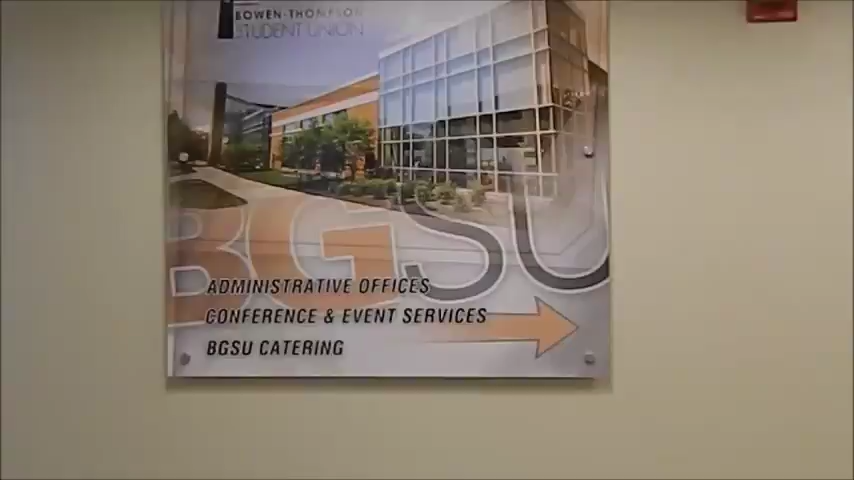 BOWEN-THOMPSON
STUDENT UNION
BGSU
ADMINISTRATIVE OFFICES
CONFERENCE & EVENT SERVICES
BGSU CATERING